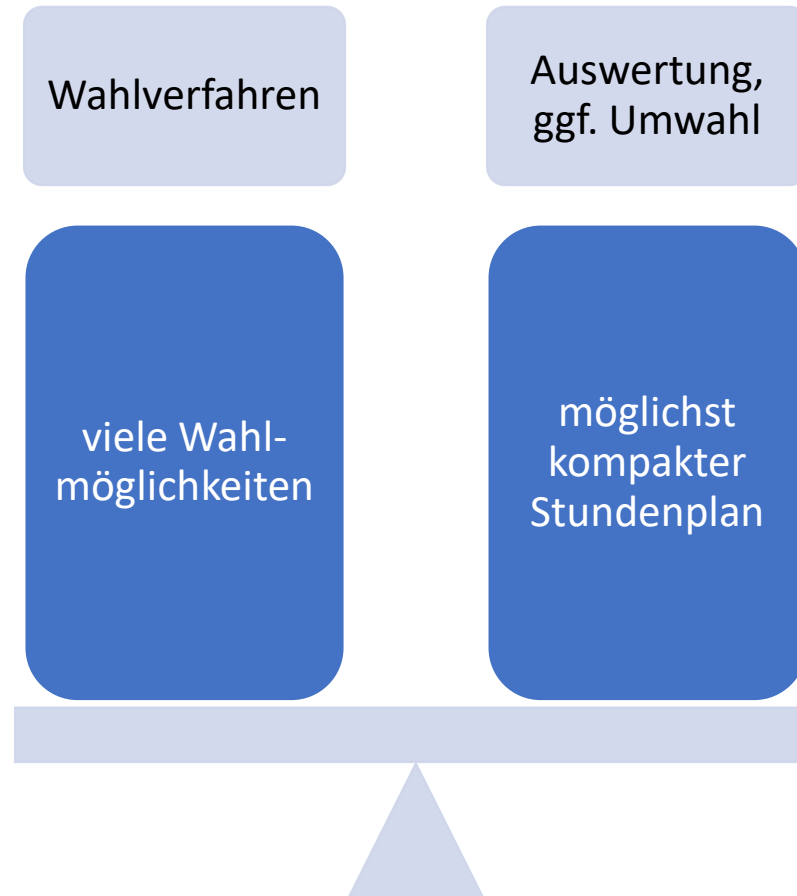 Wahlverfahren
Auswertung,
ggf. Umwahl
viele Wahl-
möglichkeiten
möglichst
kompakter
Stundenplan